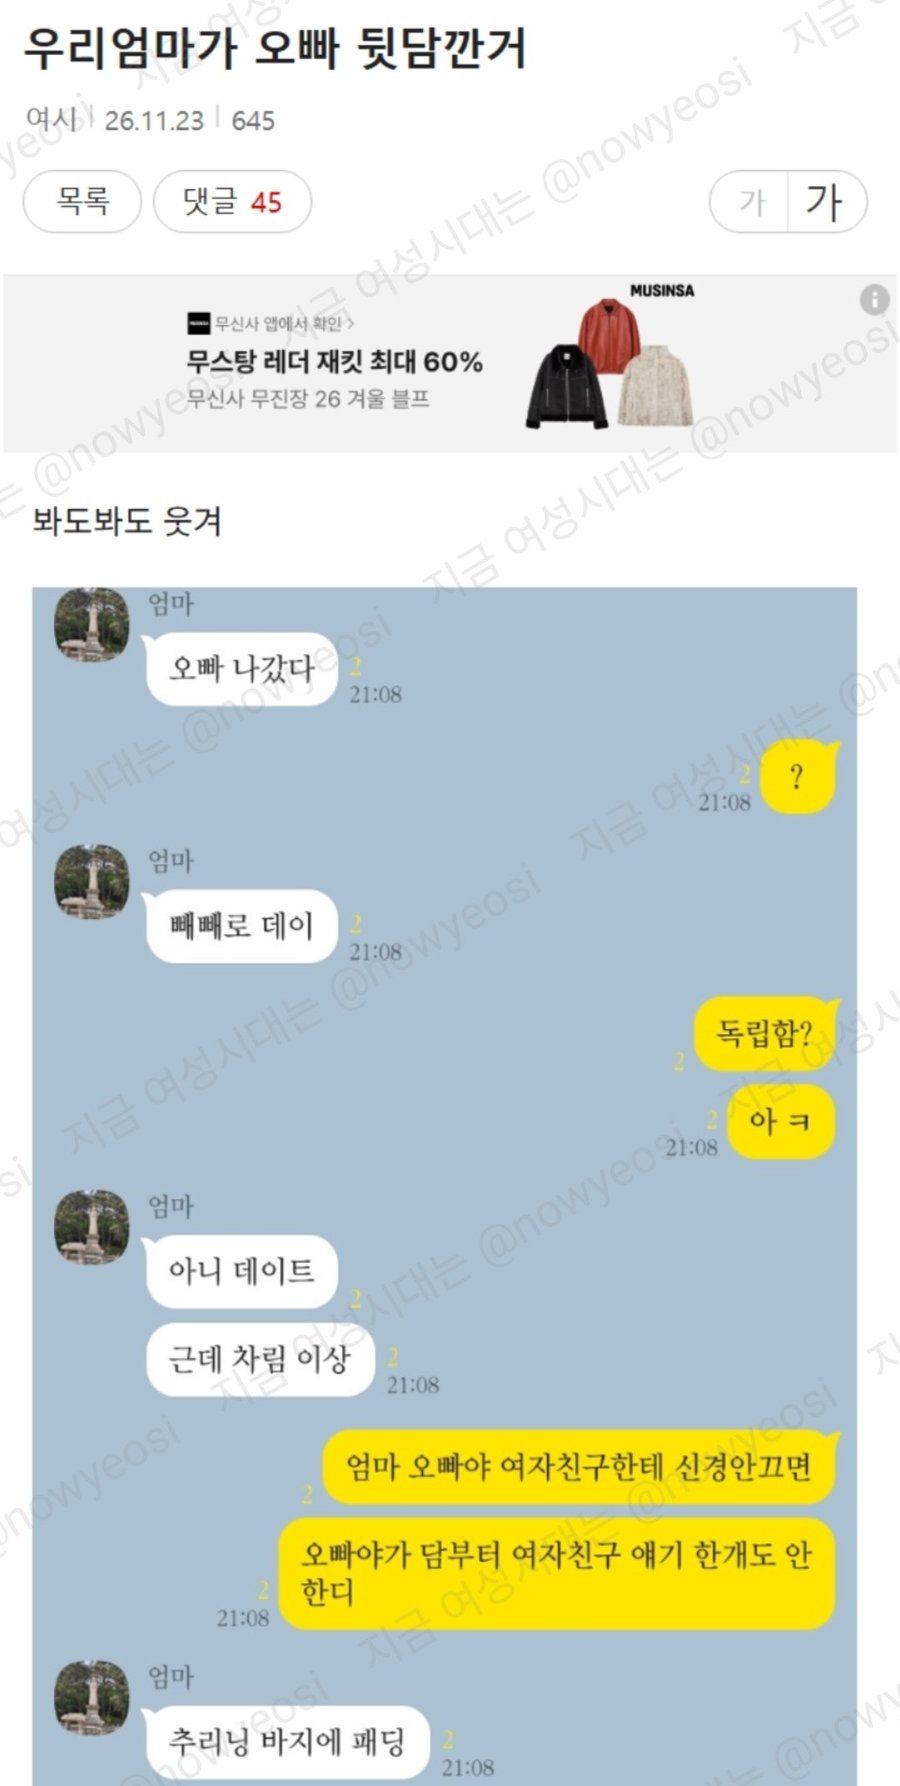 우리엄마가 오빠 뒷담깐거
여시 26.11.23 645
목록 댓글 45 가 가
MUSINSA
무신사 앱에서 확인 >
무스탕 레더 재킷 최대 60%
무신사 무진장 26 겨울 블프
봐도봐도 웃겨
엄마
오빠 나갔다 2
21:08
2 ?
21:08
엄마
빼빼로 데이 2
21:08
독립함?
2
2 아 ㅋ
21:08
엄마
아니 데이트
2
근데 차림 이상 2
21:08
엄마 오빠야 여자친구한테 신경안끄면
2
오빠야가 담부터 여자친구 얘기 한개도 안
2 한디
21:08
엄마
추리닝 바지에 패딩 2
21:08
지금 여성시대는 @nowyeosi